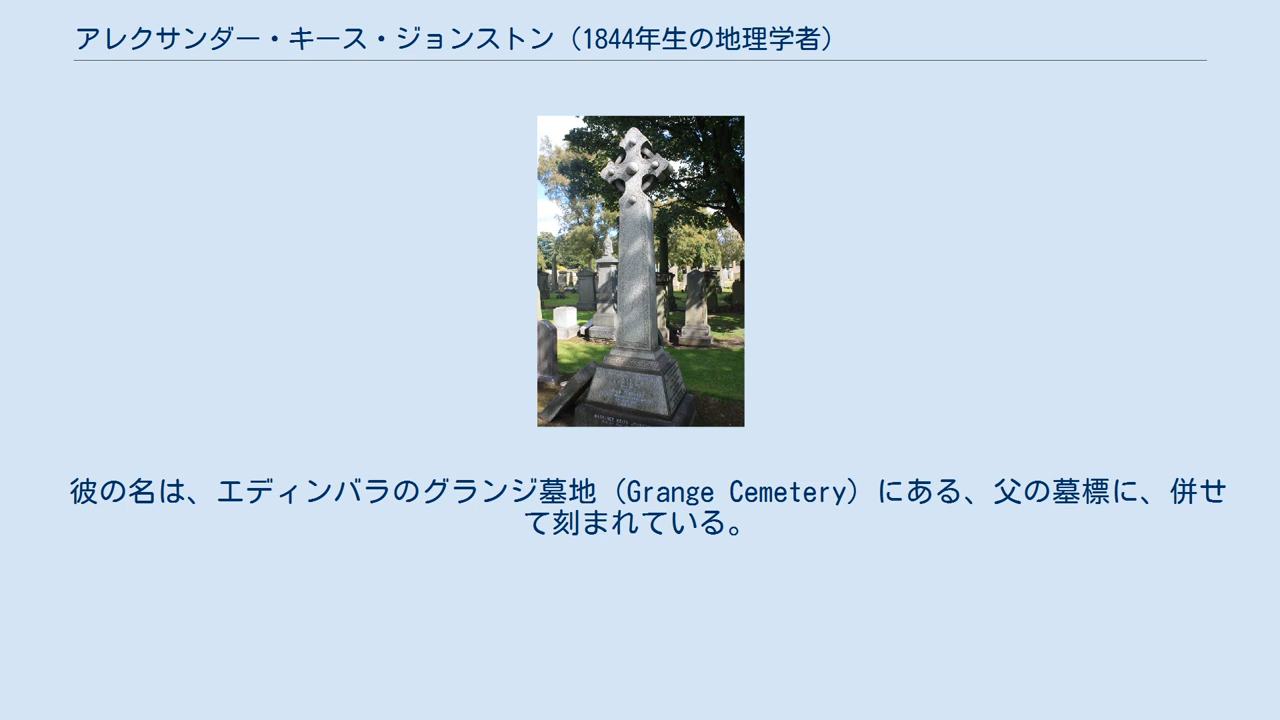 アレクサンダー・キース・ジョンストン（1844年生の地理学者）
彼の名は、エディンバラのグランジ墓地（Grange Cemetery）にある、父の墓標に、併せ
て刻まれている。